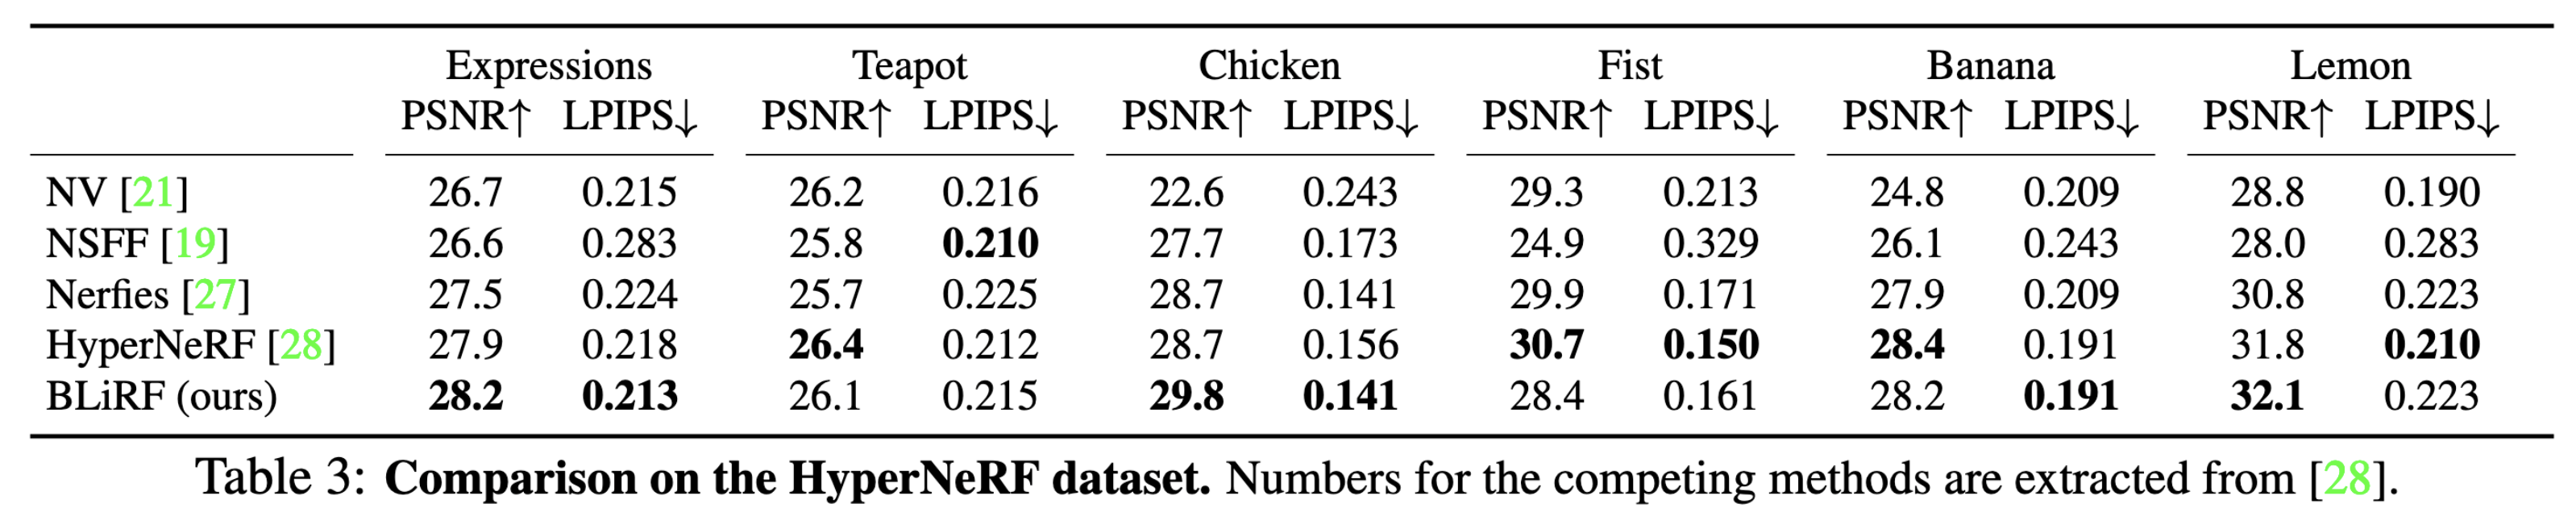 Expressions Teapot Chicken Fist Banana Lemon
PSNR↑ LPIPS↓ PSNR↑ LPIPS↓ PSNR↑ LPIPS↓ PSNR↑ LPIPS↓ PSNR↑ LPIPS↓ PSNR↑ LPIPS↓
NV [21] 26.7 0.215 26.2 0.216 22.6 0.243 29.3 0.213 24.8 0.209 28.8 0.190
NSFF [19] 26.6 0.283 25.8 0.210 27.7 0.173 24.9 0.329 26.1 0.243 28.0 0.283
Nerfies [27] 27.5 0.224 25.7 0.225 28.7 0.141 29.9 0.171 27.9 0.209 30.8 0.223
HyperNeRF [28] 27.9 0.218 26.4 0.212 28.7 0.156 30.7 0.150 28.4 0.191 31.8 0.210
BLiRF (ours) 28.2 0.213 26.1 0.215 29.8 0.141 28.4 0.161 28.2 0.191 32.1 0.223
Table 3: Comparison on the HyperNeRF dataset. Numbers for the competing methods are extracted from [28].